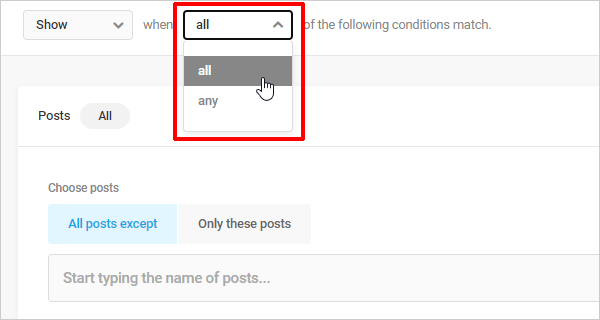 Show when all of the following conditions match.
all
any
Posts All
Choose posts
All posts except Only these posts
Start typing the name of posts...